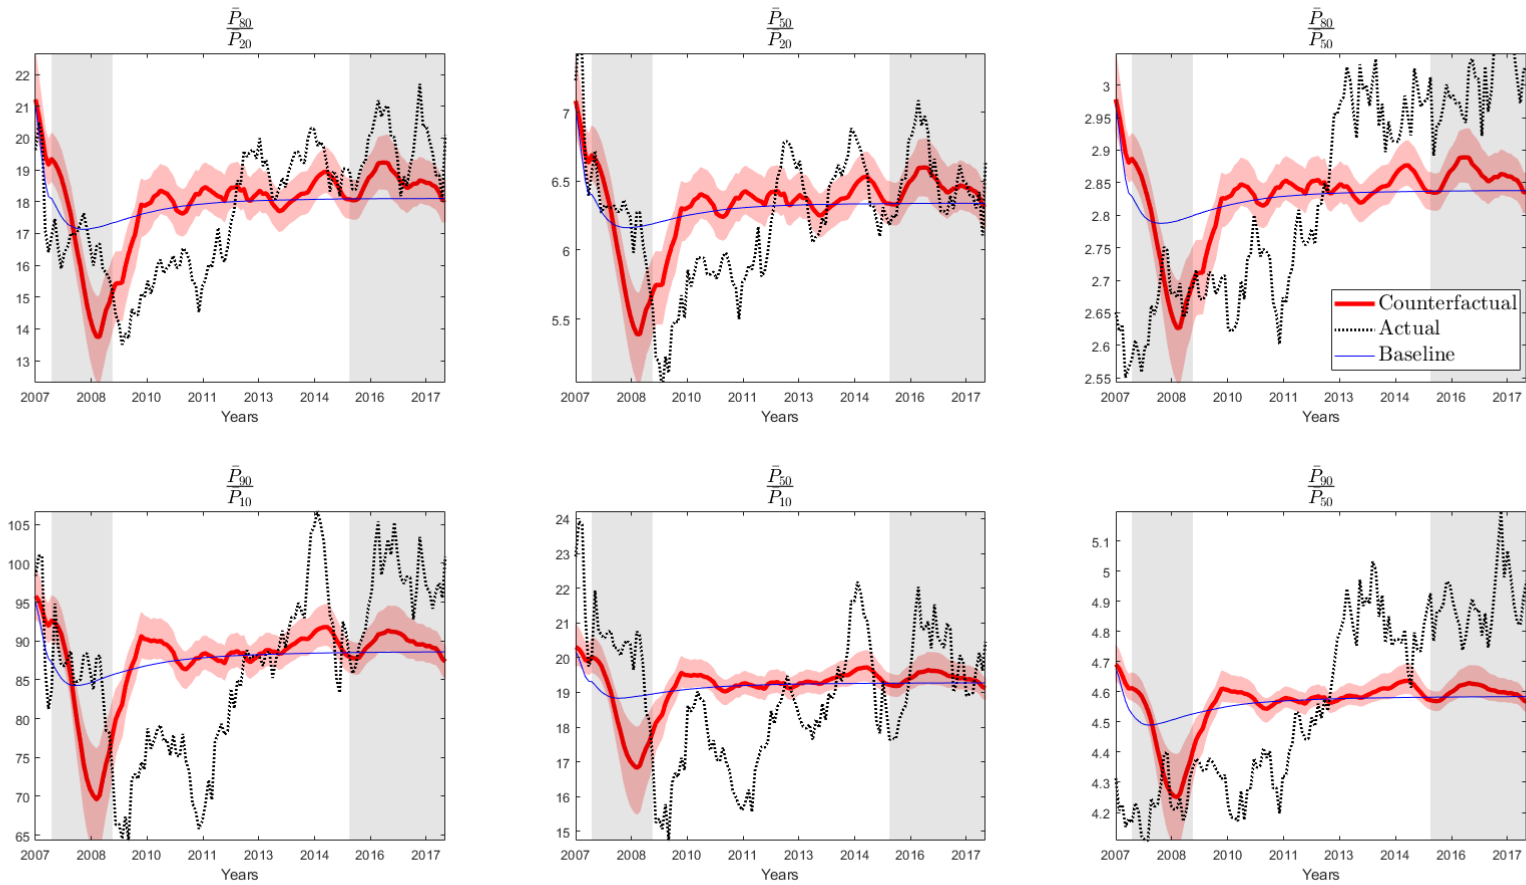 P̄80
P̄20
22
21
20
19
18
17
16
15
14
13
2007 2008 2010 2011 2013 2014 2016 2017
Years
P̄50
P̄20
7
6.5
6
5.5
2007 2008 2010 2011 2013 2014 2016 2017
Years
P̄80
P̄50
3
2.95
2.9
2.85
2.8
2.75
2.7
2.65
2.6
2.55
2007 2008 2010 2011 2013 2014 2016 2017
Years
Counterfactual
Actual
Baseline
P̄90
P̄10
105
100
95
90
85
80
75
70
65
2007 2008 2010 2011 2013 2014 2016 2017
Years
P̄50
P̄10
24
23
22
21
20
19
18
17
16
15
2007 2008 2010 2011 2013 2014 2016 2017
Years
P̄90
P̄50
5.1
5
4.9
4.8
4.7
4.6
4.5
4.4
4.3
4.2
2007 2008 2010 2011 2013 2014 2016 2017
Years